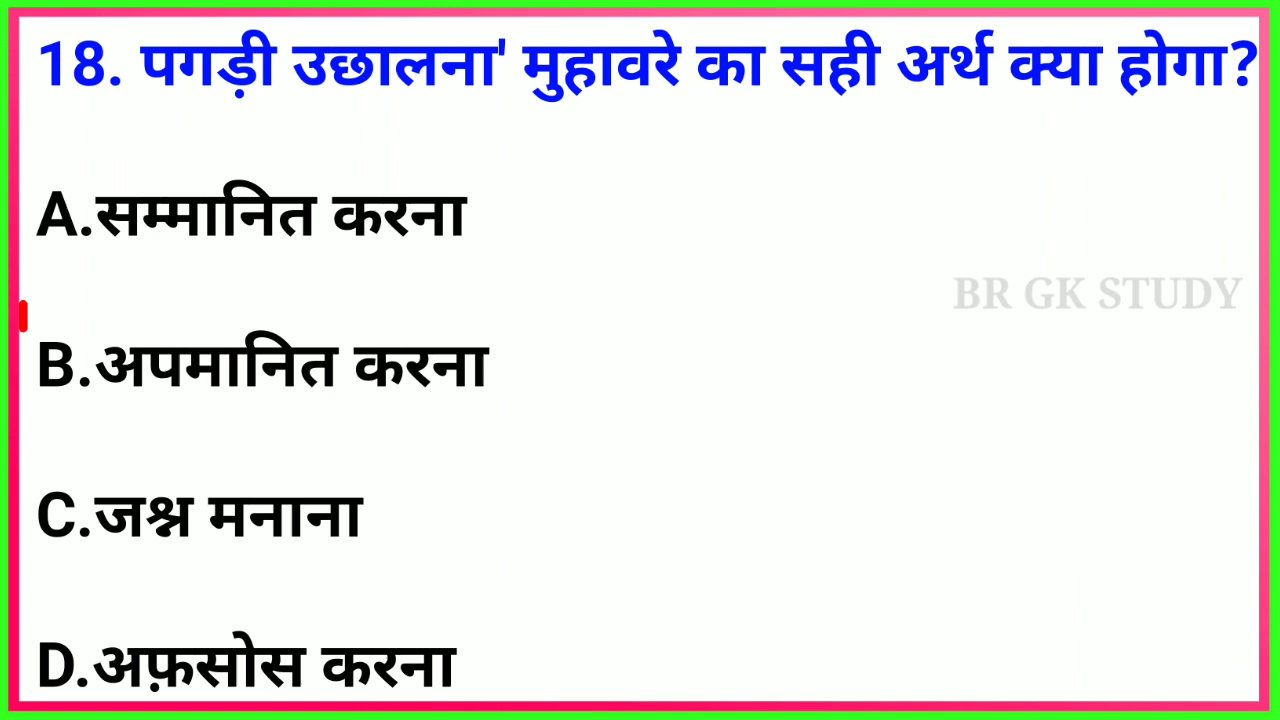 18. पगड़ी उछालना' मुहावरे का सही अर्थ क्या होगा?
A.सम्मानित करना
BR GK STUDY
B.अपमानित करना
C.जश्न मनाना
D.अफ़सोस करना